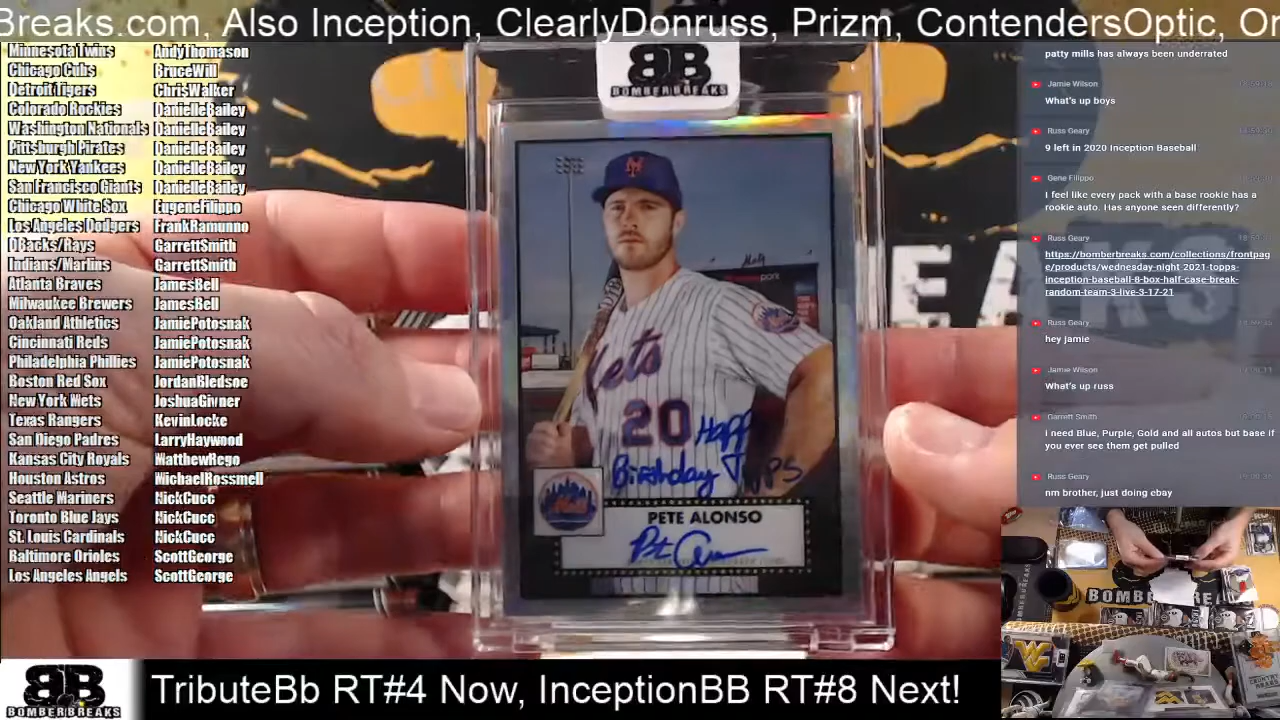 Breaks.com, Also Inception, ClearlyDonruss, Prizm, ContendersOptic, Or
Minnesota Twins AndyThomason
Chicago Cubs BruceWill
Detroit Tigers ChrisWalker
Colorado Rockies DanielleBailey
Washington Nationals DanielleBailey
Pittsburgh Pirates DanielleBailey
New York Yankees DanielleBailey
San Francisco Giants DanielleBailey
Chicago White Sox EugeneFilippo
Los Angeles Dodgers FrankRamunno
DBacks/Rays GarrettSmith
Indians/Marlins GarrettSmith
Atlanta Braves JamesBell
Milwaukee Brewers JamesBell
Oakland Athletics JamiePotosnak
Cincinnati Reds JamiePotosnak
Philadelphia Phillies JamiePotosnak
Boston Red Sox JordanBledsoe
New York Mets JoshuaGivner
Texas Rangers KevinLocke
San Diego Padres LarryHaywood
Kansas City Royals MatthewRego
Houston Astros MichaelRossmell
Seattle Mariners NickCucc
Toronto Blue Jays NickCucc
St. Louis Cardinals NickCucc
Baltimore Orioles ScottGeorge
Los Angeles Angels ScottGeorge
BB
BOMBERBREAKS
Mets
20
Happy
Birthday Topps
PETE ALONSO
patty mills has always been underrated
Jamie Wilson
What's up boys
Russ Geary
9 left in 2020 Inception Baseball
Gene Filippo
I feel like every pack with a base rookie has a
rookie auto. Has anyone seen differently?
Russ Geary
https://bomberbreaks.com/collections/frontpag
e/products/wednesday-night-2021-topps-
inception-baseball-8-box-half-case-break-
random-team-3-live-3-17-21
Russ Geary
hey jamie
Jamie Wilson
What's up russ
Garrett Smith
i need Blue, Purple, Gold and all autos but base if
you ever see them get pulled
Russ Geary
nm brother, just doing ebay
BB
BOMBERBREAKS
TributeBb RT#4 Now, InceptionBB RT#8 Next!